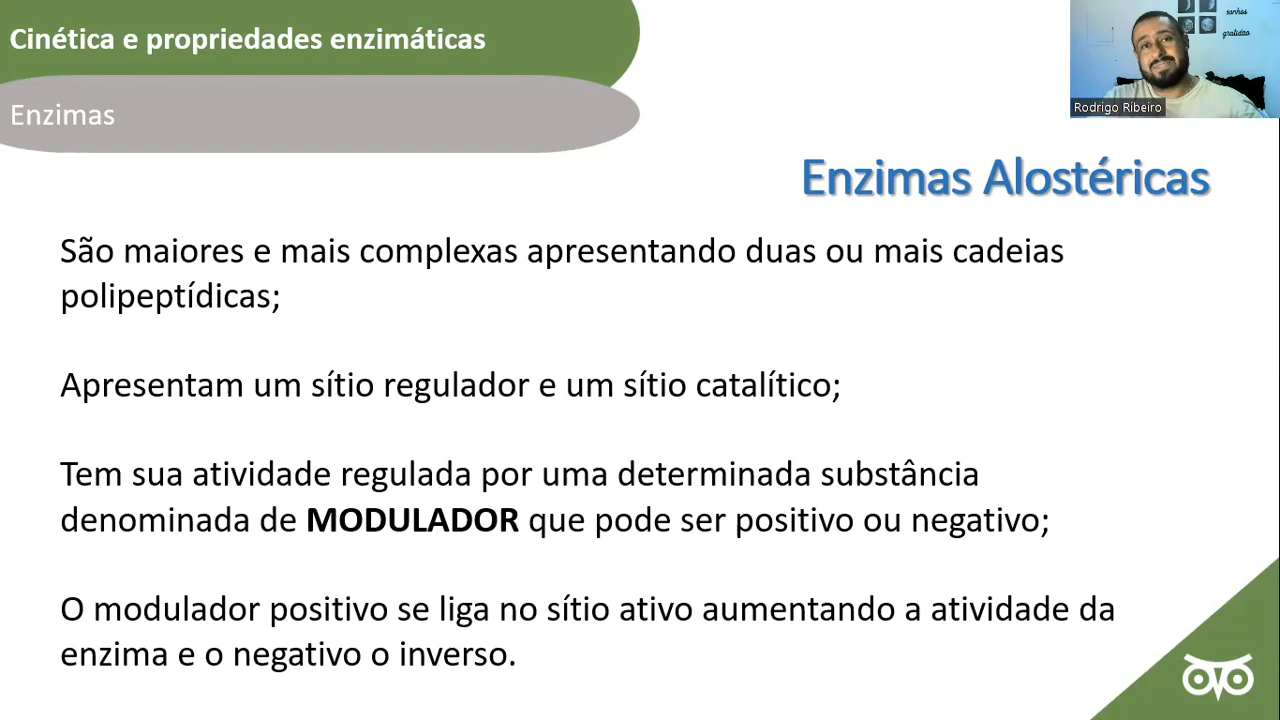 Cinética e propriedades enzimáticas
Enzimas
sonhos
gratidão
Rodrigo Ribeiro
Enzimas Alostéricas
São maiores e mais complexas apresentando duas ou mais cadeias
polipeptídicas;
Apresentam um sítio regulador e um sítio catalítico;
Tem sua atividade regulada por uma determinada substância
denominada de MODULADOR que pode ser positivo ou negativo;
O modulador positivo se liga no sítio ativo aumentando a atividade da
enzima e o negativo o inverso.